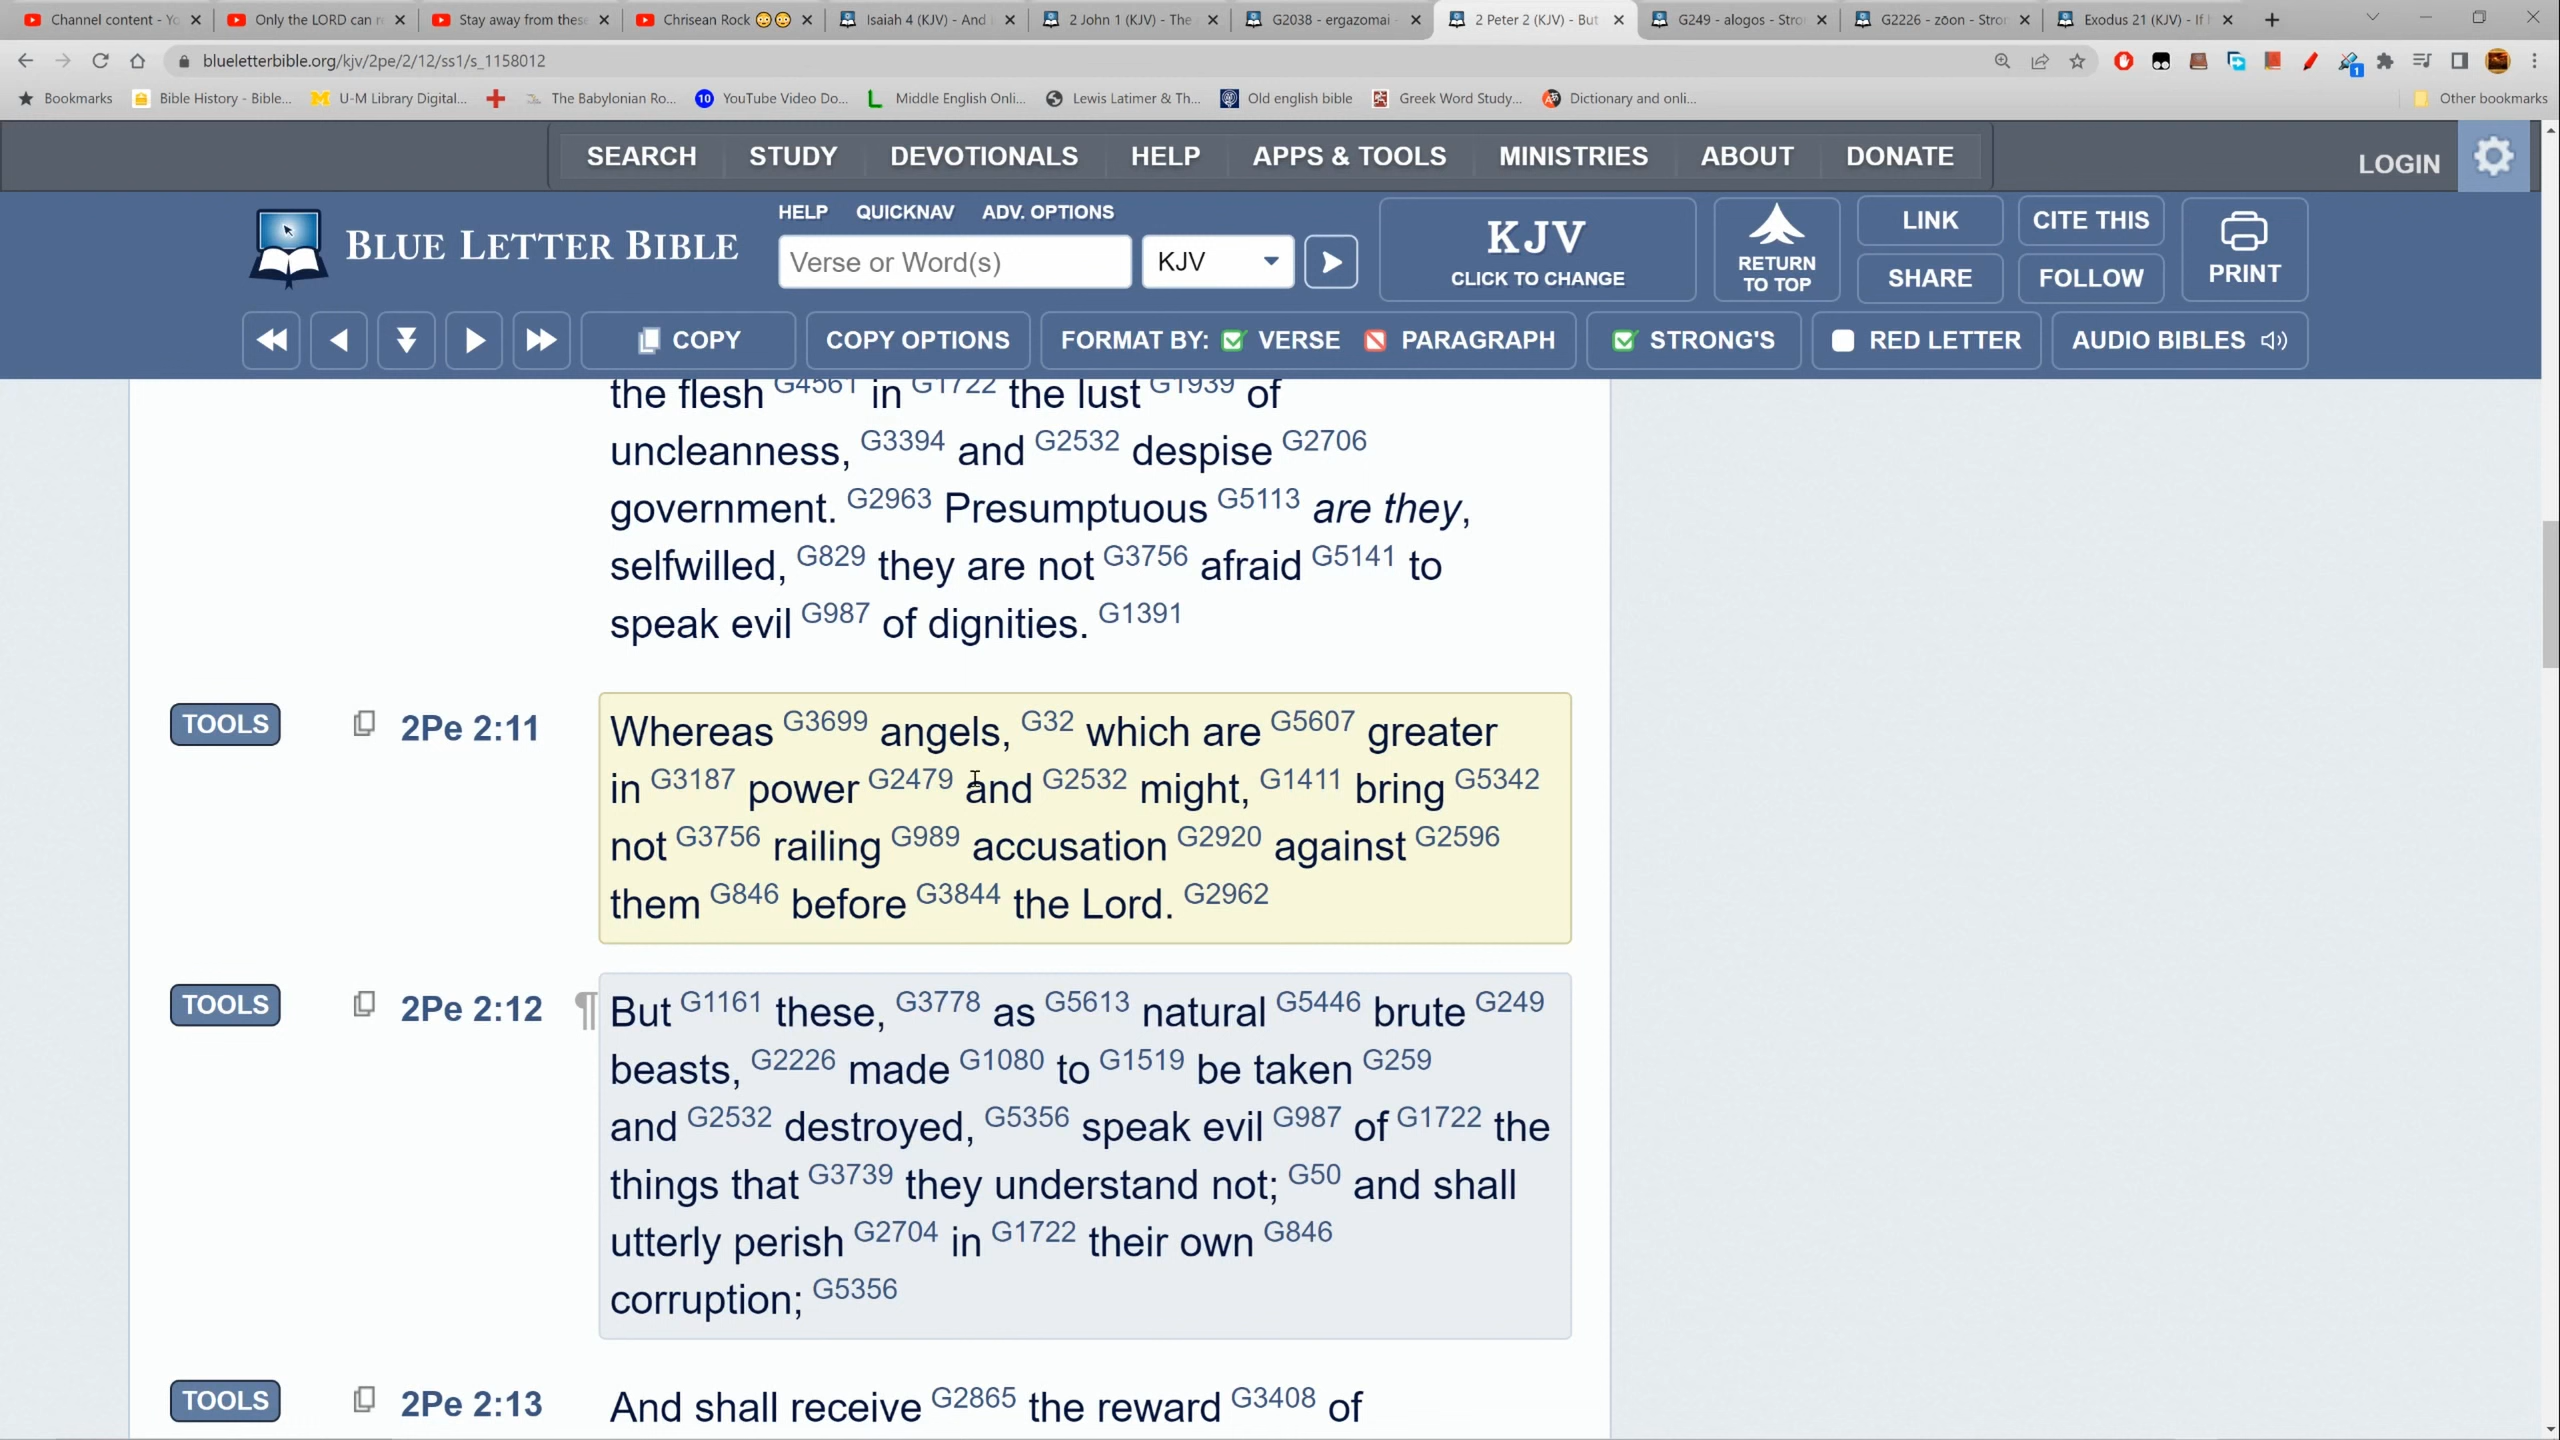 Channel content - Yo
Only the LORD can r
Stay away from these
Chrisean Rock 😳😳
Isaiah 4 (KJV) - And
2 John 1 (KJV) - The
G2038 - ergazomai -
2 Peter 2 (KJV) - But
G249 - alogos - Stro
G2226 - zōon - Stron
Exodus 21 (KJV) - If
blueletterbible.org/kjv/2pe/2/12/ss1/s_1158012
1
Bookmarks
Bible History - Bible...
U-M Library Digital...
The Babylonian Ro...
10 YouTube Video Do...
Middle English Onli...
Lewis Latimer & Th...
Old english bible
Greek Word Study...
Dictionary and onli...
Other bookmarks
SEARCH STUDY DEVOTIONALS HELP APPS & TOOLS MINISTRIES ABOUT DONATE
LOGIN
BLUE LETTER BIBLE
HELP QUICKNAV ADV. OPTIONS
Verse or Word(s)
KJV
KJV
CLICK TO CHANGE
RETURN
TO TOP
LINK
CITE THIS
SHARE
FOLLOW
PRINT
COPY
COPY OPTIONS
FORMAT BY: VERSE PARAGRAPH
STRONG'S
RED LETTER
AUDIO BIBLES
the flesh G4561 in G1722 the lust G1939 of
uncleanness, G3394 and G2532 despise G2706
government. G2963 Presumptuous G5113 are they,
selfwilled, G829 they are not G3756 afraid G5141 to
speak evil G987 of dignities. G1391
TOOLS 2Pe 2:11
Whereas G3699 angels, G32 which are G5607 greater
in G3187 power G2479 and G2532 might, G1411 bring G5342
not G3756 railing G989 accusation G2920 against G2596
them G846 before G3844 the Lord. G2962
TOOLS 2Pe 2:12
¶ But G1161 these, G3778 as G5613 natural G5446 brute G249
beasts, G2226 made G1080 to G1519 be taken G259
and G2532 destroyed, G5356 speak evil G987 of G1722 the
things that G3739 they understand not; G50 and shall
utterly perish G2704 in G1722 their own G846
corruption; G5356
TOOLS 2Pe 2:13
And shall receive G2865 the reward G3408 of